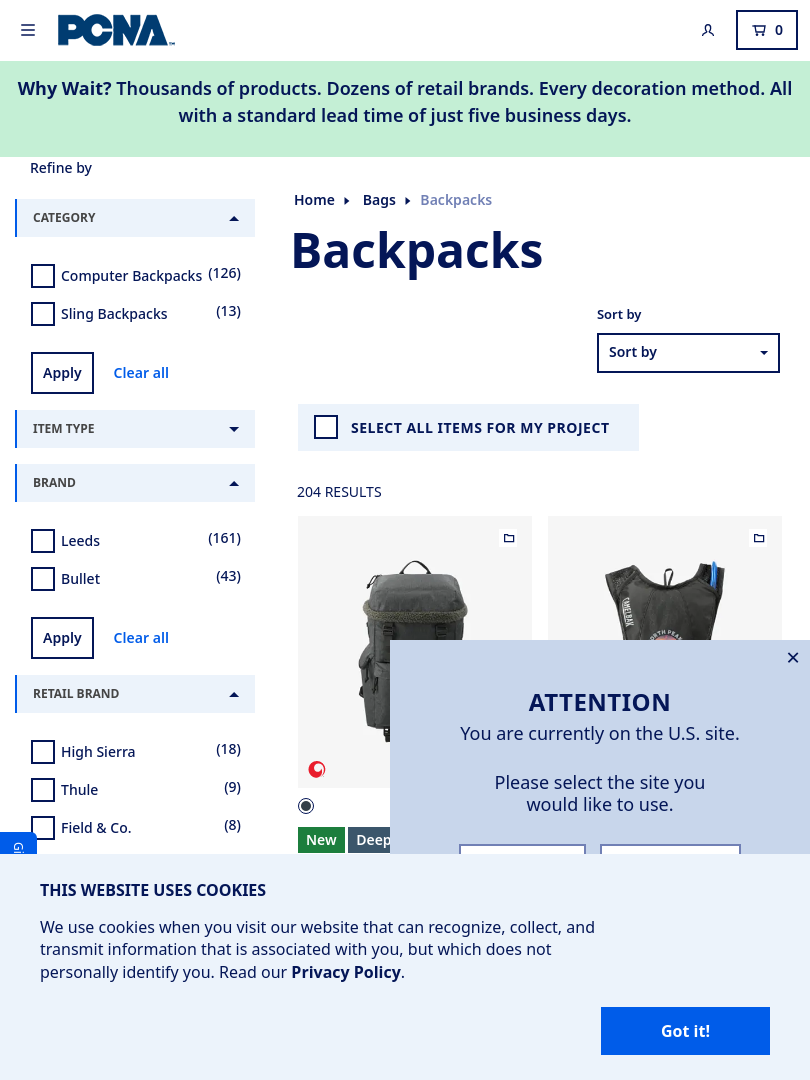 PCNA
0
Why Wait? Thousands of products. Dozens of retail brands. Every decoration method. All
with a standard lead time of just five business days.
Refine by
CATEGORY
Computer Backpacks (126)
Sling Backpacks (13)
Apply Clear all
ITEM TYPE
BRAND
Leeds (161)
Bullet (43)
Apply Clear all
RETAIL BRAND
High Sierra (18)
Thule (9)
Field & Co. (8)
Home Bags Backpacks
Backpacks
Sort by
Sort by
SELECT ALL ITEMS FOR MY PROJECT
204 RESULTS
CAMELBAK
NORTH PEAK
New Deep
ATTENTION
You are currently on the U.S. site.
Please select the site you
would like to use.
THIS WEBSITE USES COOKIES
We use cookies when you visit our website that can recognize, collect, and
transmit information that is associated with you, but which does not
personally identify you. Read our Privacy Policy.
Got it!